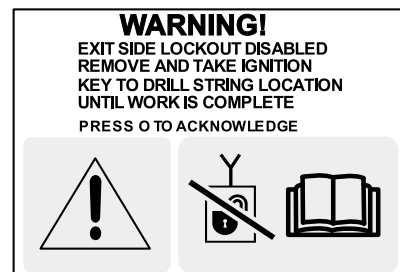 WARNING!
EXIT SIDE LOCKOUT DISABLED
REMOVE AND TAKE IGNITION
KEY TO DRILL STRING LOCATION
UNTIL WORK IS COMPLETE
PRESS O TO ACKNOWLEDGE